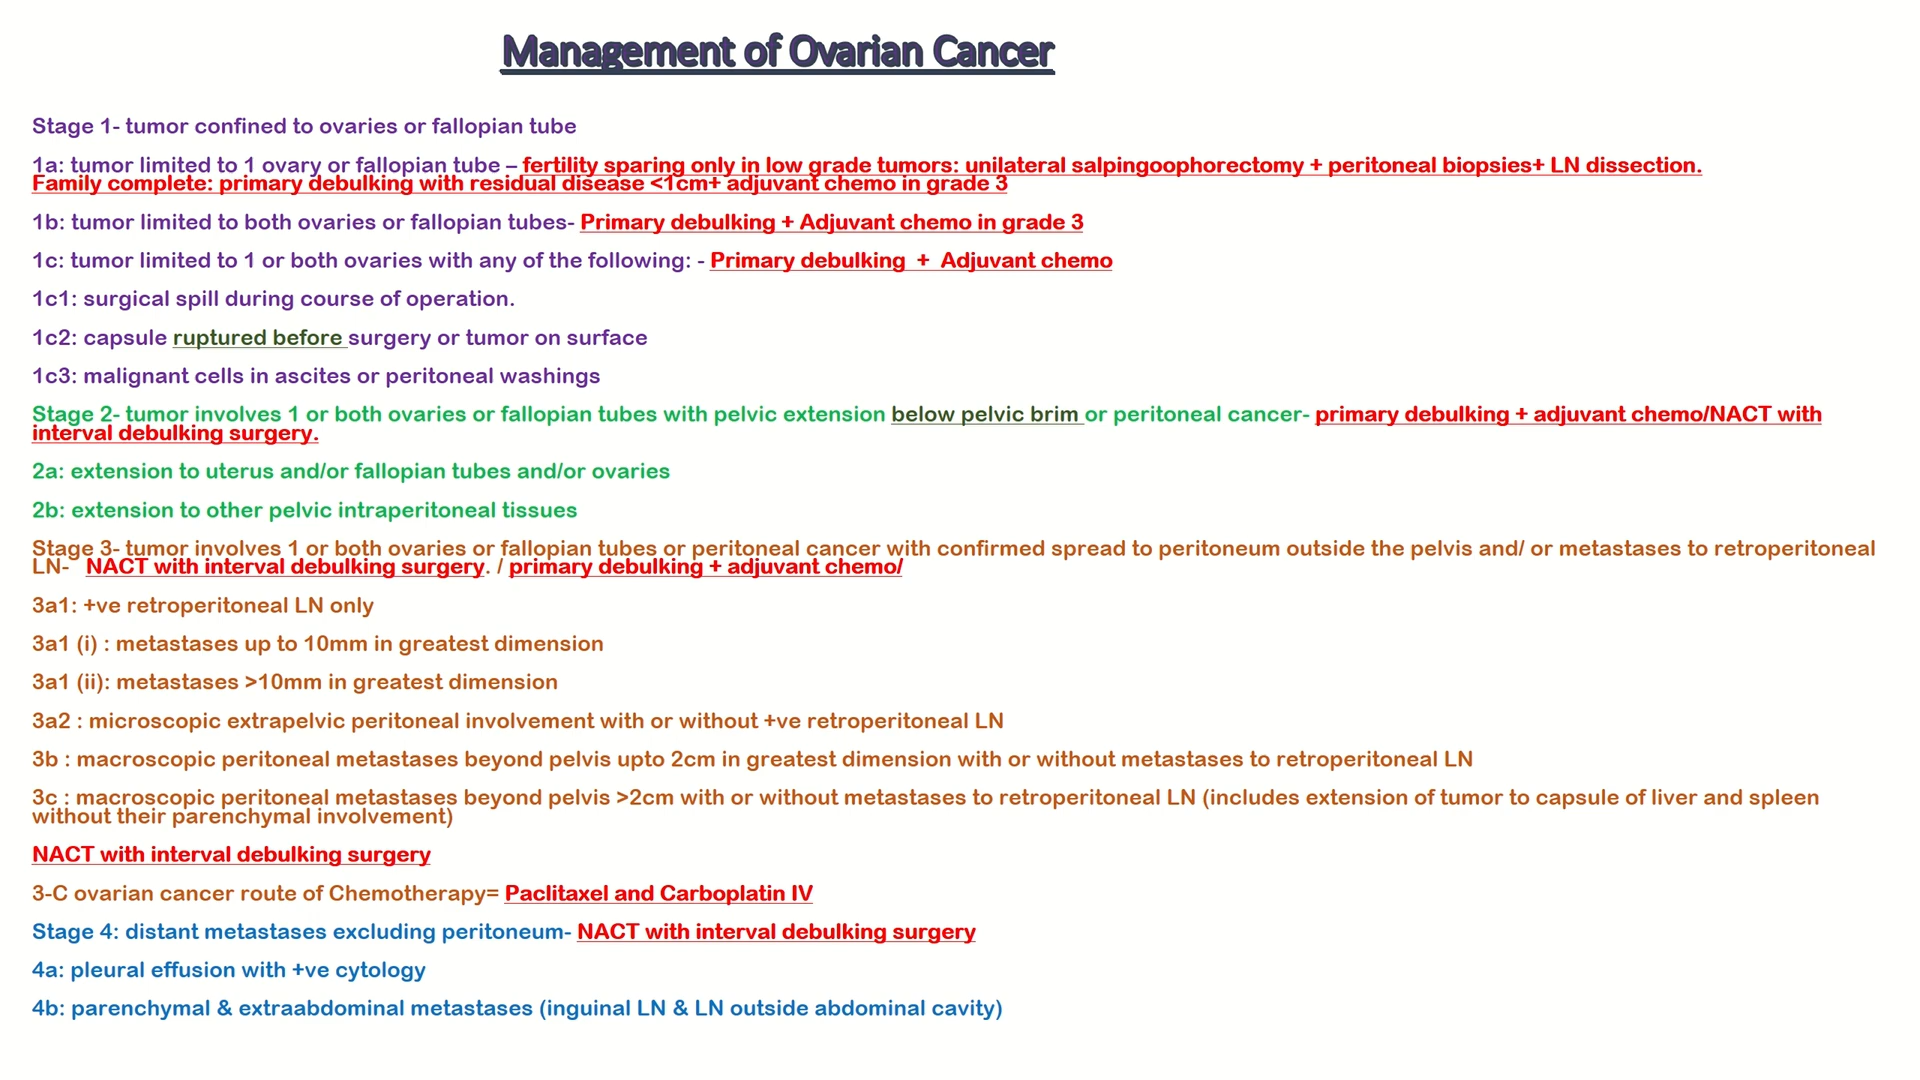 Management of Ovarian Cancer
Stage 1- tumor confined to ovaries or fallopian tube
1a: tumor limited to 1 ovary or fallopian tube – fertility sparing only in low grade tumors: unilateral salpingoophorectomy + peritoneal biopsies+ LN dissection.
Family complete: primary debulking with residual disease <1cm+ adjuvant chemo in grade 3
1b: tumor limited to both ovaries or fallopian tubes- Primary debulking + Adjuvant chemo in grade 3
1c: tumor limited to 1 or both ovaries with any of the following: - Primary debulking + Adjuvant chemo
1c1: surgical spill during course of operation.
1c2: capsule ruptured before surgery or tumor on surface
1c3: malignant cells in ascites or peritoneal washings
Stage 2- tumor involves 1 or both ovaries or fallopian tubes with pelvic extension below pelvic brim or peritoneal cancer- primary debulking + adjuvant chemo/NACT with
interval debulking surgery.
2a: extension to uterus and/or fallopian tubes and/or ovaries
2b: extension to other pelvic intraperitoneal tissues
Stage 3- tumor involves 1 or both ovaries or fallopian tubes or peritoneal cancer with confirmed spread to peritoneum outside the pelvis and/ or metastases to retroperitoneal
LN- NACT with interval debulking surgery. / primary debulking + adjuvant chemo/
3a1: +ve retroperitoneal LN only
3a1 (i) : metastases up to 10mm in greatest dimension
3a1 (ii): metastases >10mm in greatest dimension
3a2 : microscopic extrapelvic peritoneal involvement with or without +ve retroperitoneal LN
3b : macroscopic peritoneal metastases beyond pelvis upto 2cm in greatest dimension with or without metastases to retroperitoneal LN
3c : macroscopic peritoneal metastases beyond pelvis >2cm with or without metastases to retroperitoneal LN (includes extension of tumor to capsule of liver and spleen
without their parenchymal involvement)
NACT with interval debulking surgery
3-C ovarian cancer route of Chemotherapy= Paclitaxel and Carboplatin IV
Stage 4: distant metastases excluding peritoneum- NACT with interval debulking surgery
4a: pleural effusion with +ve cytology
4b: parenchymal & extraabdominal metastases (inguinal LN & LN outside abdominal cavity)